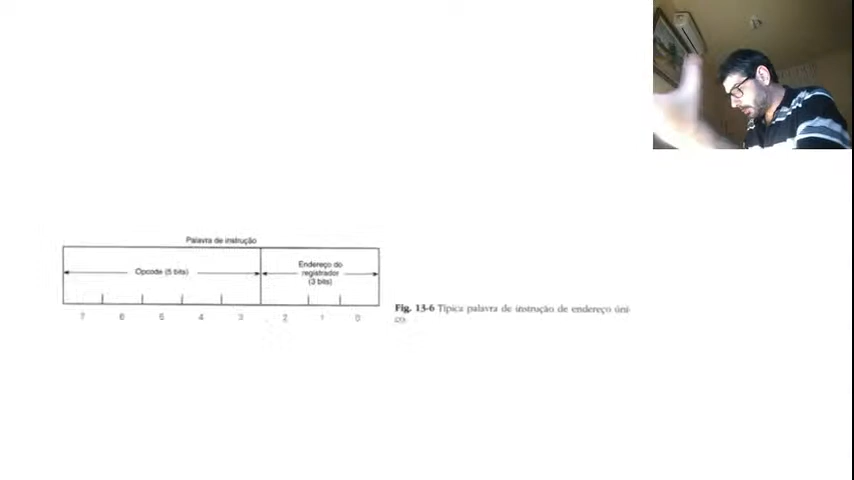 Palavra de instrução
Opcode (5 bits)
Endereço do
registrador
(3 bits)
7 6 5 4 3 2 1 0
Fig. 13-6 Típica palavra de instrução de endereço úni-
co.